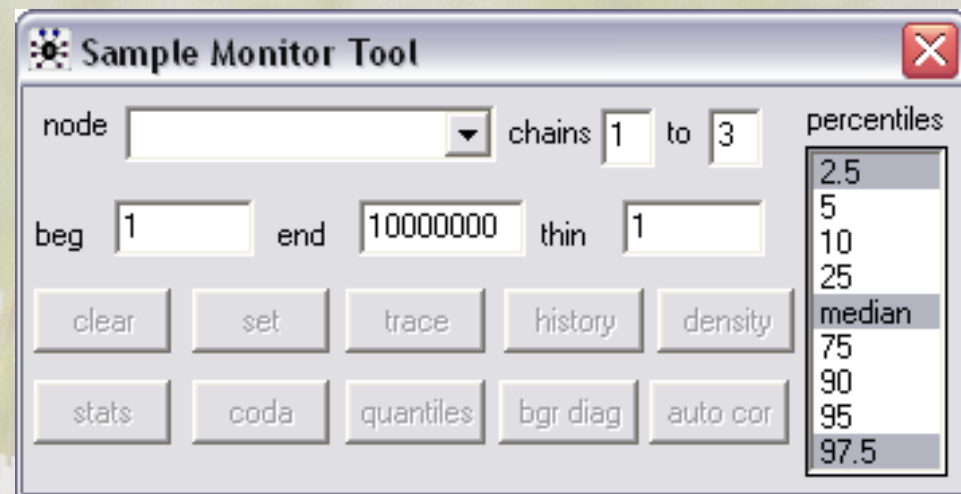 Sample Monitor Tool
node chains 1 to 3 percentiles
beg 1 end 10000000 thin 1
clear set trace history density
stats coda quantiles bgr diag auto cor
2.5
5
10
25
median
75
90
95
97.5